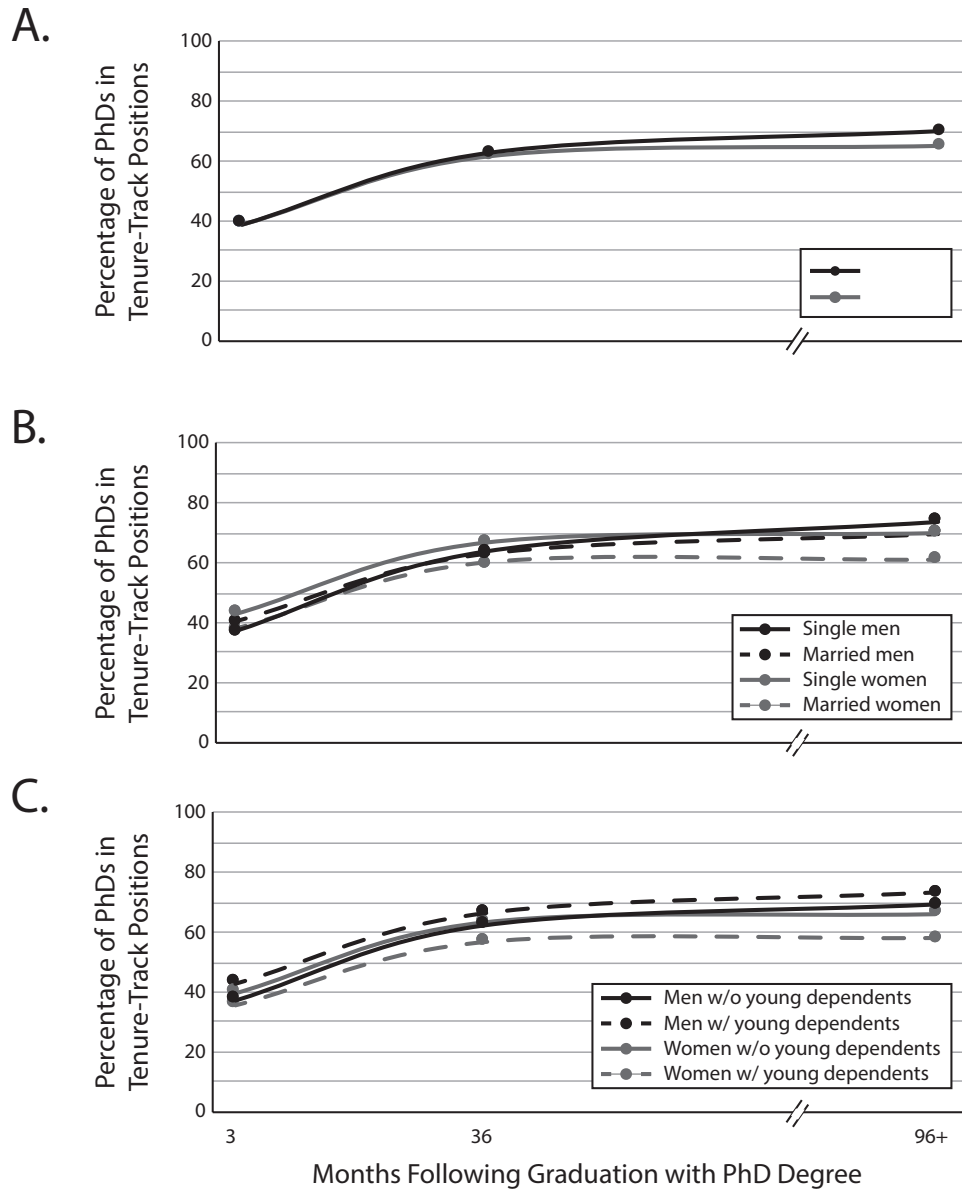 A.
Percentage of PhDs in
Tenure-Track Positions
100
80
60
40
20
0
B.
Percentage of PhDs in
Tenure-Track Positions
100
80
60
40
20
0
Single men
Married men
Single women
Married women
C.
Percentage of PhDs in
Tenure-Track Positions
100
80
60
40
20
0
Men w/o young dependents
Men w/ young dependents
Women w/o young dependents
Women w/ young dependents
3 36 96+
Months Following Graduation with PhD Degree